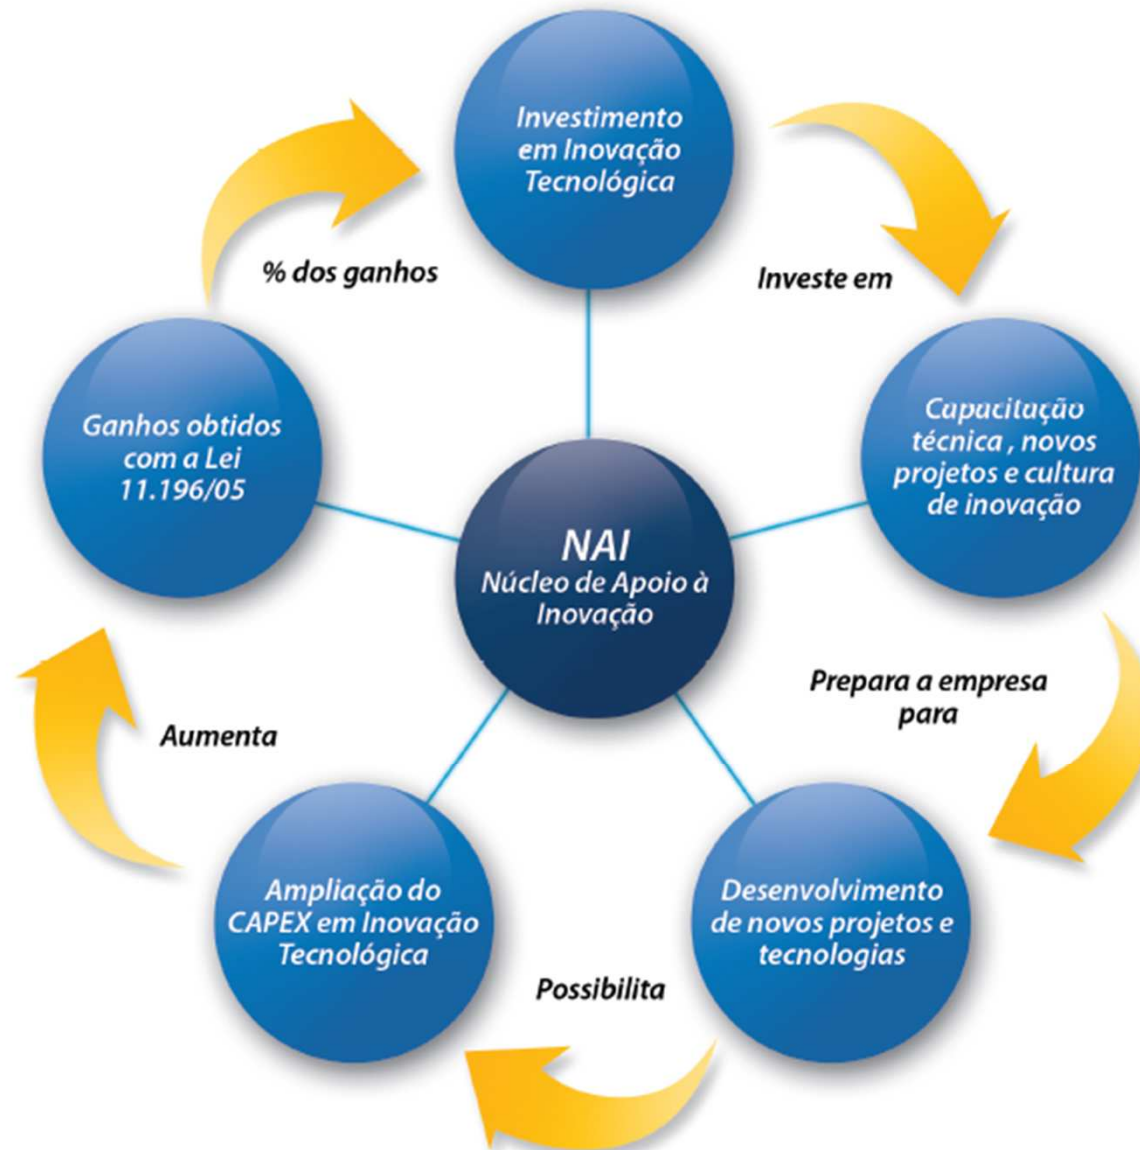 Investimento
em Inovação
Tecnológica
% dos ganhos
Investe em
Ganhos obtidos
com a Lei
11.196/05
Capacitação
técnica , novos
projetos e cultura
de inovação
NAI
Núcleo de Apoio à
Inovação
Prepara a empresa
para
Aumenta
Ampliação do
CAPEX em Inovação
Tecnológica
Desenvolvimento
de novos projetos e
tecnologias
Possibilita